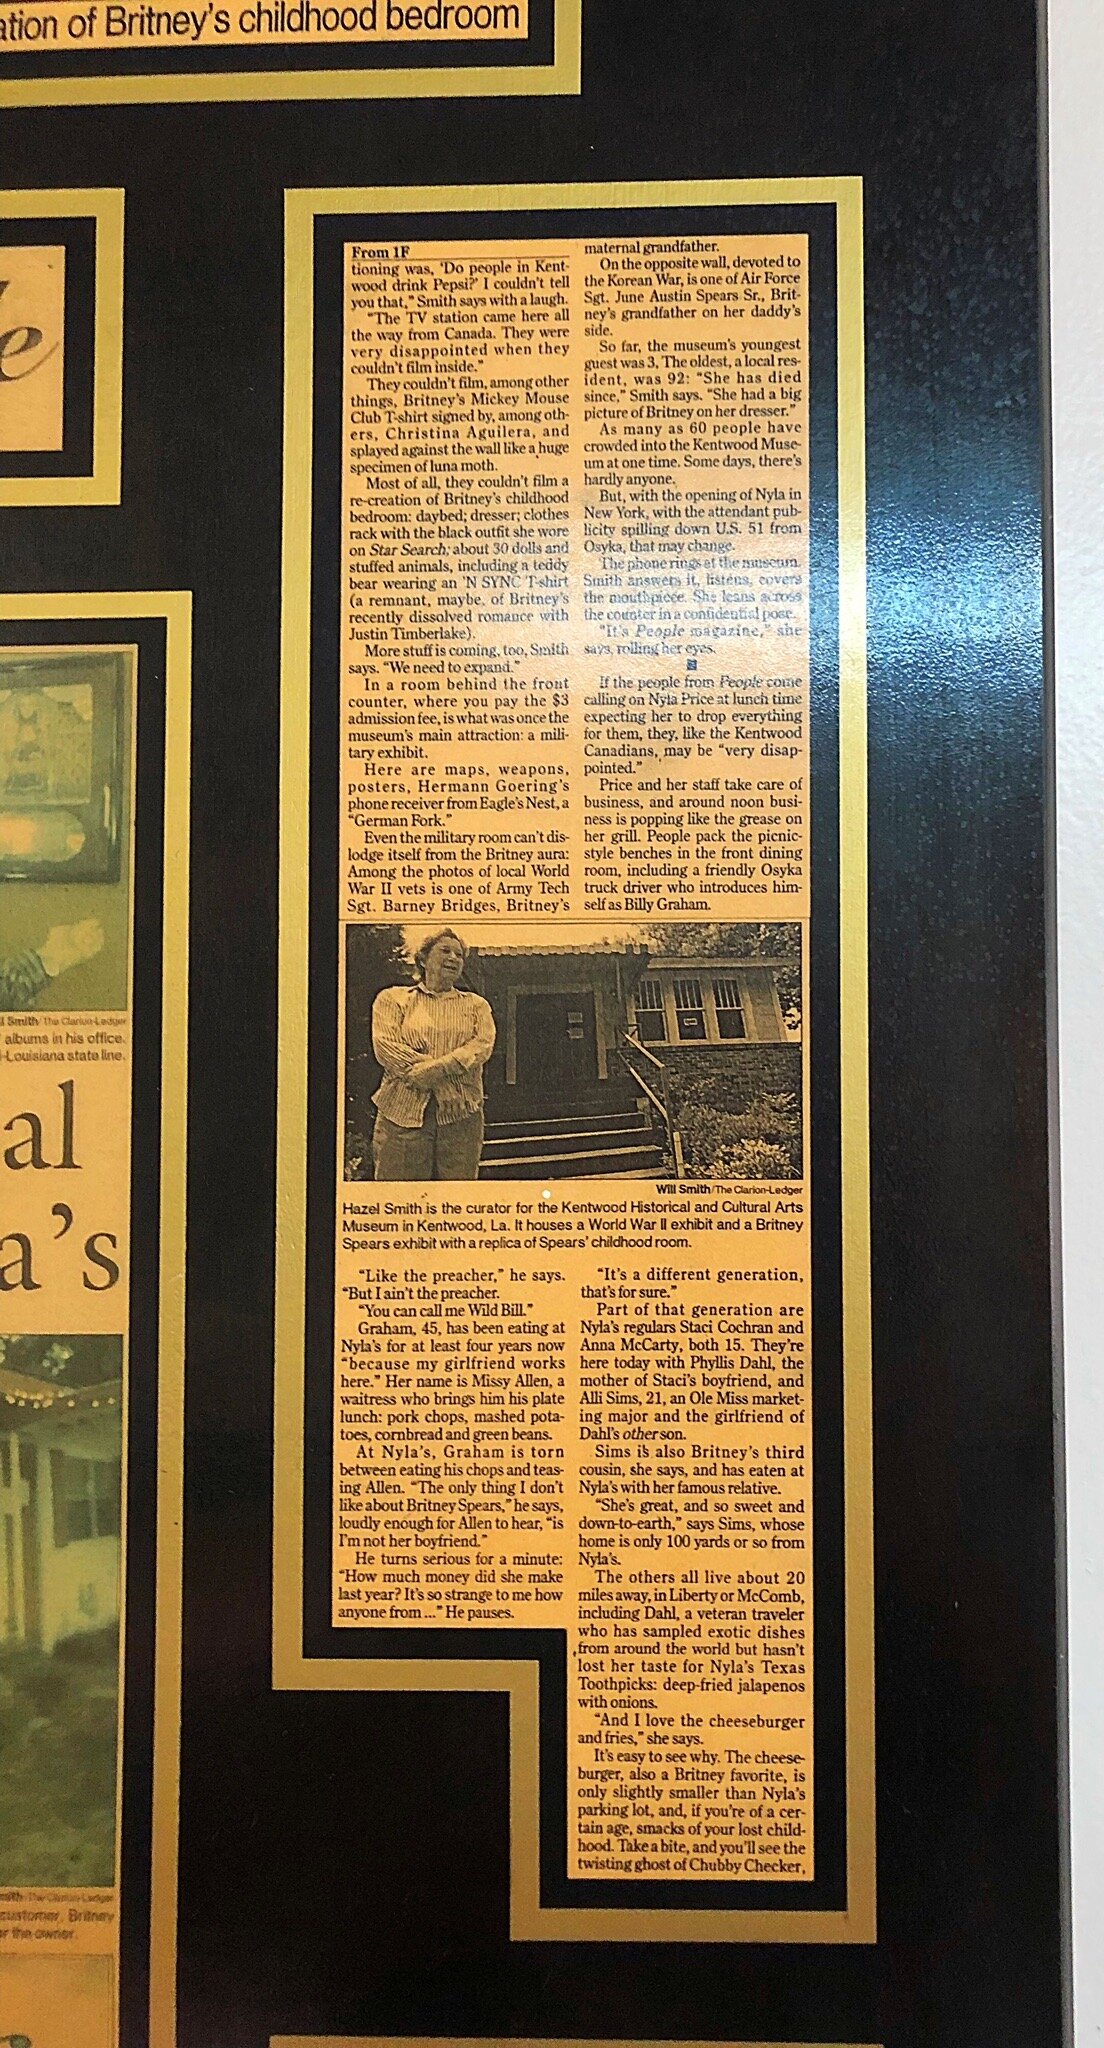 ation of Britney's childhood bedroom
e
l Smith/The Clarion-Ledger
albums in his office.
-Louisiana state line.
al
a's
mith/The Clarion-Ledger
customer, Britney
or the owner.
From 1F
tioning was, 'Do people in Kent-
wood drink Pepsi?' I couldn't tell
you that," Smith says with a laugh.
"The TV station came here all
the way from Canada. They were
very disappointed when they
couldn't film inside."
They couldn't film, among other
things, Britney's Mickey Mouse
Club T-shirt signed by, among oth-
ers, Christina Aguilera, and
splayed against the wall like a huge
specimen of luna moth.
Most of all, they couldn't film a
re-creation of Britney's childhood
bedroom: daybed; dresser; clothes
rack with the black outfit she wore
on Star Search; about 30 dolls and
stuffed animals, including a teddy
bear wearing an 'N SYNC T-shirt
(a remnant, maybe, of Britney's
recently dissolved romance with
Justin Timberlake).
More stuff is coming, too, Smith
says. "We need to expand."
In a room behind the front
counter, where you pay the $3
admission fee, is what was once the
museum's main attraction: a mili-
tary exhibit.
Here are maps, weapons,
posters, Hermann Goering's
phone receiver from Eagle's Nest, a
"German Fork."
Even the military room can't dis-
lodge itself from the Britney aura:
Among the photos of local World
War II vets is one of Army Tech
Sgt. Barney Bridges, Britney's
maternal grandfather.
On the opposite wall, devoted to
the Korean War, is one of Air Force
Sgt. June Austin Spears Sr., Brit-
ney's grandfather on her daddy's
side.
So far, the museum's youngest
guest was 3, The oldest, a local res-
ident, was 92: "She has died
since," Smith says. "She had a big
picture of Britney on her dresser."
As many as 60 people have
crowded into the Kentwood Muse-
um at one time. Some days, there's
hardly anyone.
But, with the opening of Nyla in
New York, with the attendant pub-
licity spilling down U.S. 51 from
Osyka, that may change.
The phone rings at the museum.
Smith answers it, listens, covers
the mouthpiece. She leans across
the counter in a confidential pose.
"It's People magazine," she
says, rolling her eyes.
If the people from People come
calling on Nyla Price at lunch time
expecting her to drop everything
for them, they, like the Kentwood
Canadians, may be "very disap-
pointed."
Price and her staff take care of
business, and around noon busi-
ness is popping like the grease on
her grill. People pack the picnic-
style benches in the front dining
room, including a friendly Osyka
truck driver who introduces him-
self as Billy Graham.
Will Smith/The Clarion-Ledger
Hazel Smith is the curator for the Kentwood Historical and Cultural Arts
Museum in Kentwood, La. It houses a World War II exhibit and a Britney
Spears exhibit with a replica of Spears' childhood room.
"Like the preacher," he says.
"But I ain't the preacher.
"You can call me Wild Bill."
Graham, 45, has been eating at
Nyla's for at least four years now
"because my girlfriend works
here." Her name is Missy Allen, a
waitress who brings him his plate
lunch: pork chops, mashed pota-
toes, cornbread and green beans.
At Nyla's, Graham is torn
between eating his chops and teas-
ing Allen. "The only thing I don't
like about Britney Spears," he says,
loudly enough for Allen to hear, "is
I'm not her boyfriend."
He turns serious for a minute:
"How much money did she make
last year? It's so strange to me how
anyone from ..." He pauses.
"It's a different generation,
that's for sure."
Part of that generation are
Nyla's regulars Staci Cochran and
Anna McCarty, both 15. They're
here today with Phyllis Dahl, the
mother of Staci's boyfriend, and
Alli Sims, 21, an Ole Miss market-
ing major and the girlfriend of
Dahl's other son.
Sims is also Britney's third
cousin, she says, and has eaten at
Nyla's with her famous relative.
"She's great, and so sweet and
down-to-earth," says Sims, whose
home is only 100 yards or so from
Nyla's.
The others all live about 20
miles away, in Liberty or McComb,
including Dahl, a veteran traveler
who has sampled exotic dishes
from around the world but hasn't
lost her taste for Nyla's Texas
Toothpicks: deep-fried jalapenos
with onions.
"And I love the cheeseburger
and fries," she says.
It's easy to see why. The cheese-
burger, also a Britney favorite, is
only slightly smaller than Nyla's
parking lot, and, if you're of a cer-
tain age, smacks of your lost child-
hood. Take a bite, and you'll see the
twisting ghost of Chubby Checker,